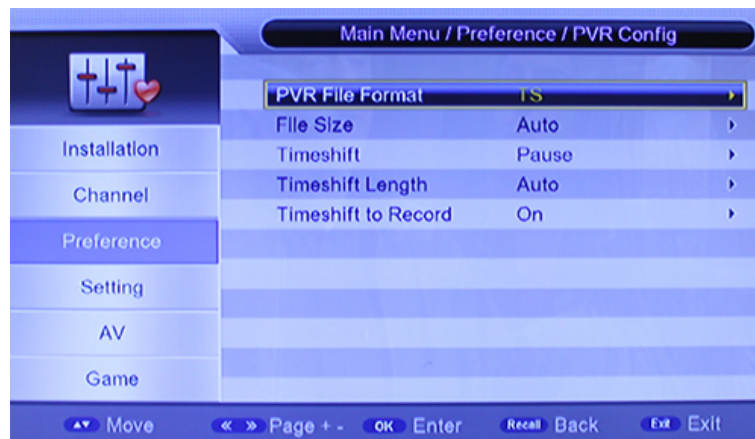 Main Menu / Preference / PVR Config
PVR File Format TS
File Size Auto
Timeshift Pause
Timeshift Length Auto
Timeshift to Record On
Installation
Channel
Preference
Setting
AV
Game
Move « » Page + - OK Enter Recall Back Exit Exit